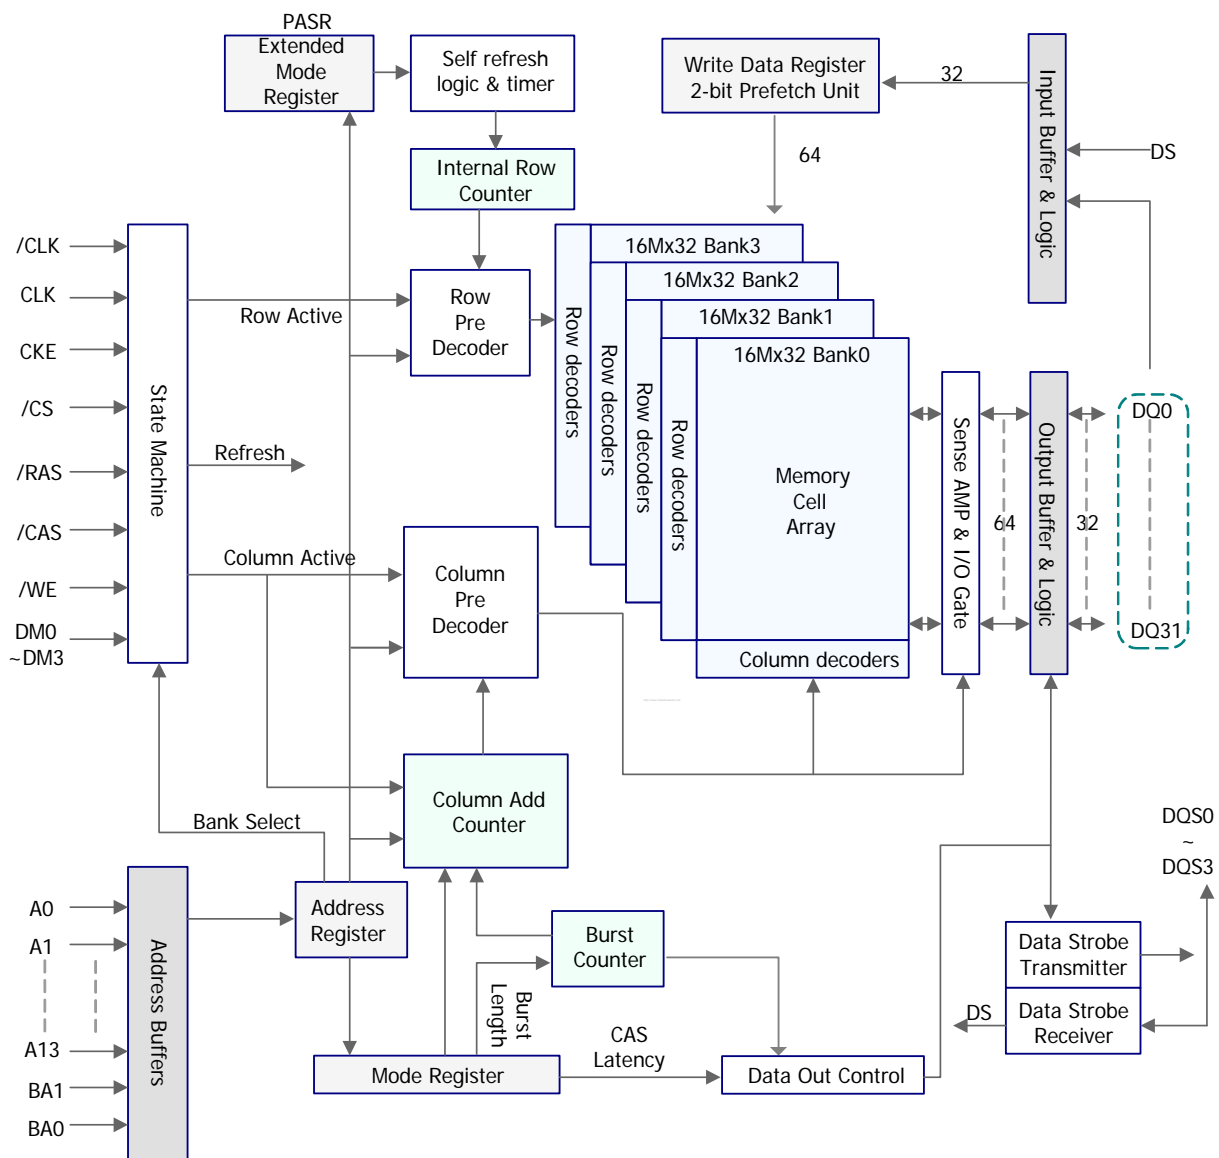 PASR
Extended
Mode
Register
Self refresh
logic & timer
Internal Row
Counter
Write Data Register
2-bit Prefetch Unit
32
64
Input Buffer & Logic
DS
/CLK
CLK
CKE
/CS
/RAS
/CAS
/WE
DM0
~DM3
State Machine
Row Active
Refresh
Column Active
Bank Select
Row
Pre
Decoder
Column
Pre
Decoder
Column Add
Counter
Row decoders
Row decoders
Row decoders
Row decoders
16Mx32 Bank3
16Mx32 Bank2
16Mx32 Bank1
16Mx32 Bank0
Memory
Cell
Array
Column decoders
Sense AMP & I/O Gate
64
Output Buffer & Logic
32
DQ0
DQ31
A0
A1
A13
BA1
BA0
Address Buffers
Address
Register
Burst
Counter
Burst
Length
Mode Register
CAS
Latency
Data Out Control
DQS0
~
DQS3
Data Strobe
Transmitter
Data Strobe
Receiver
DS